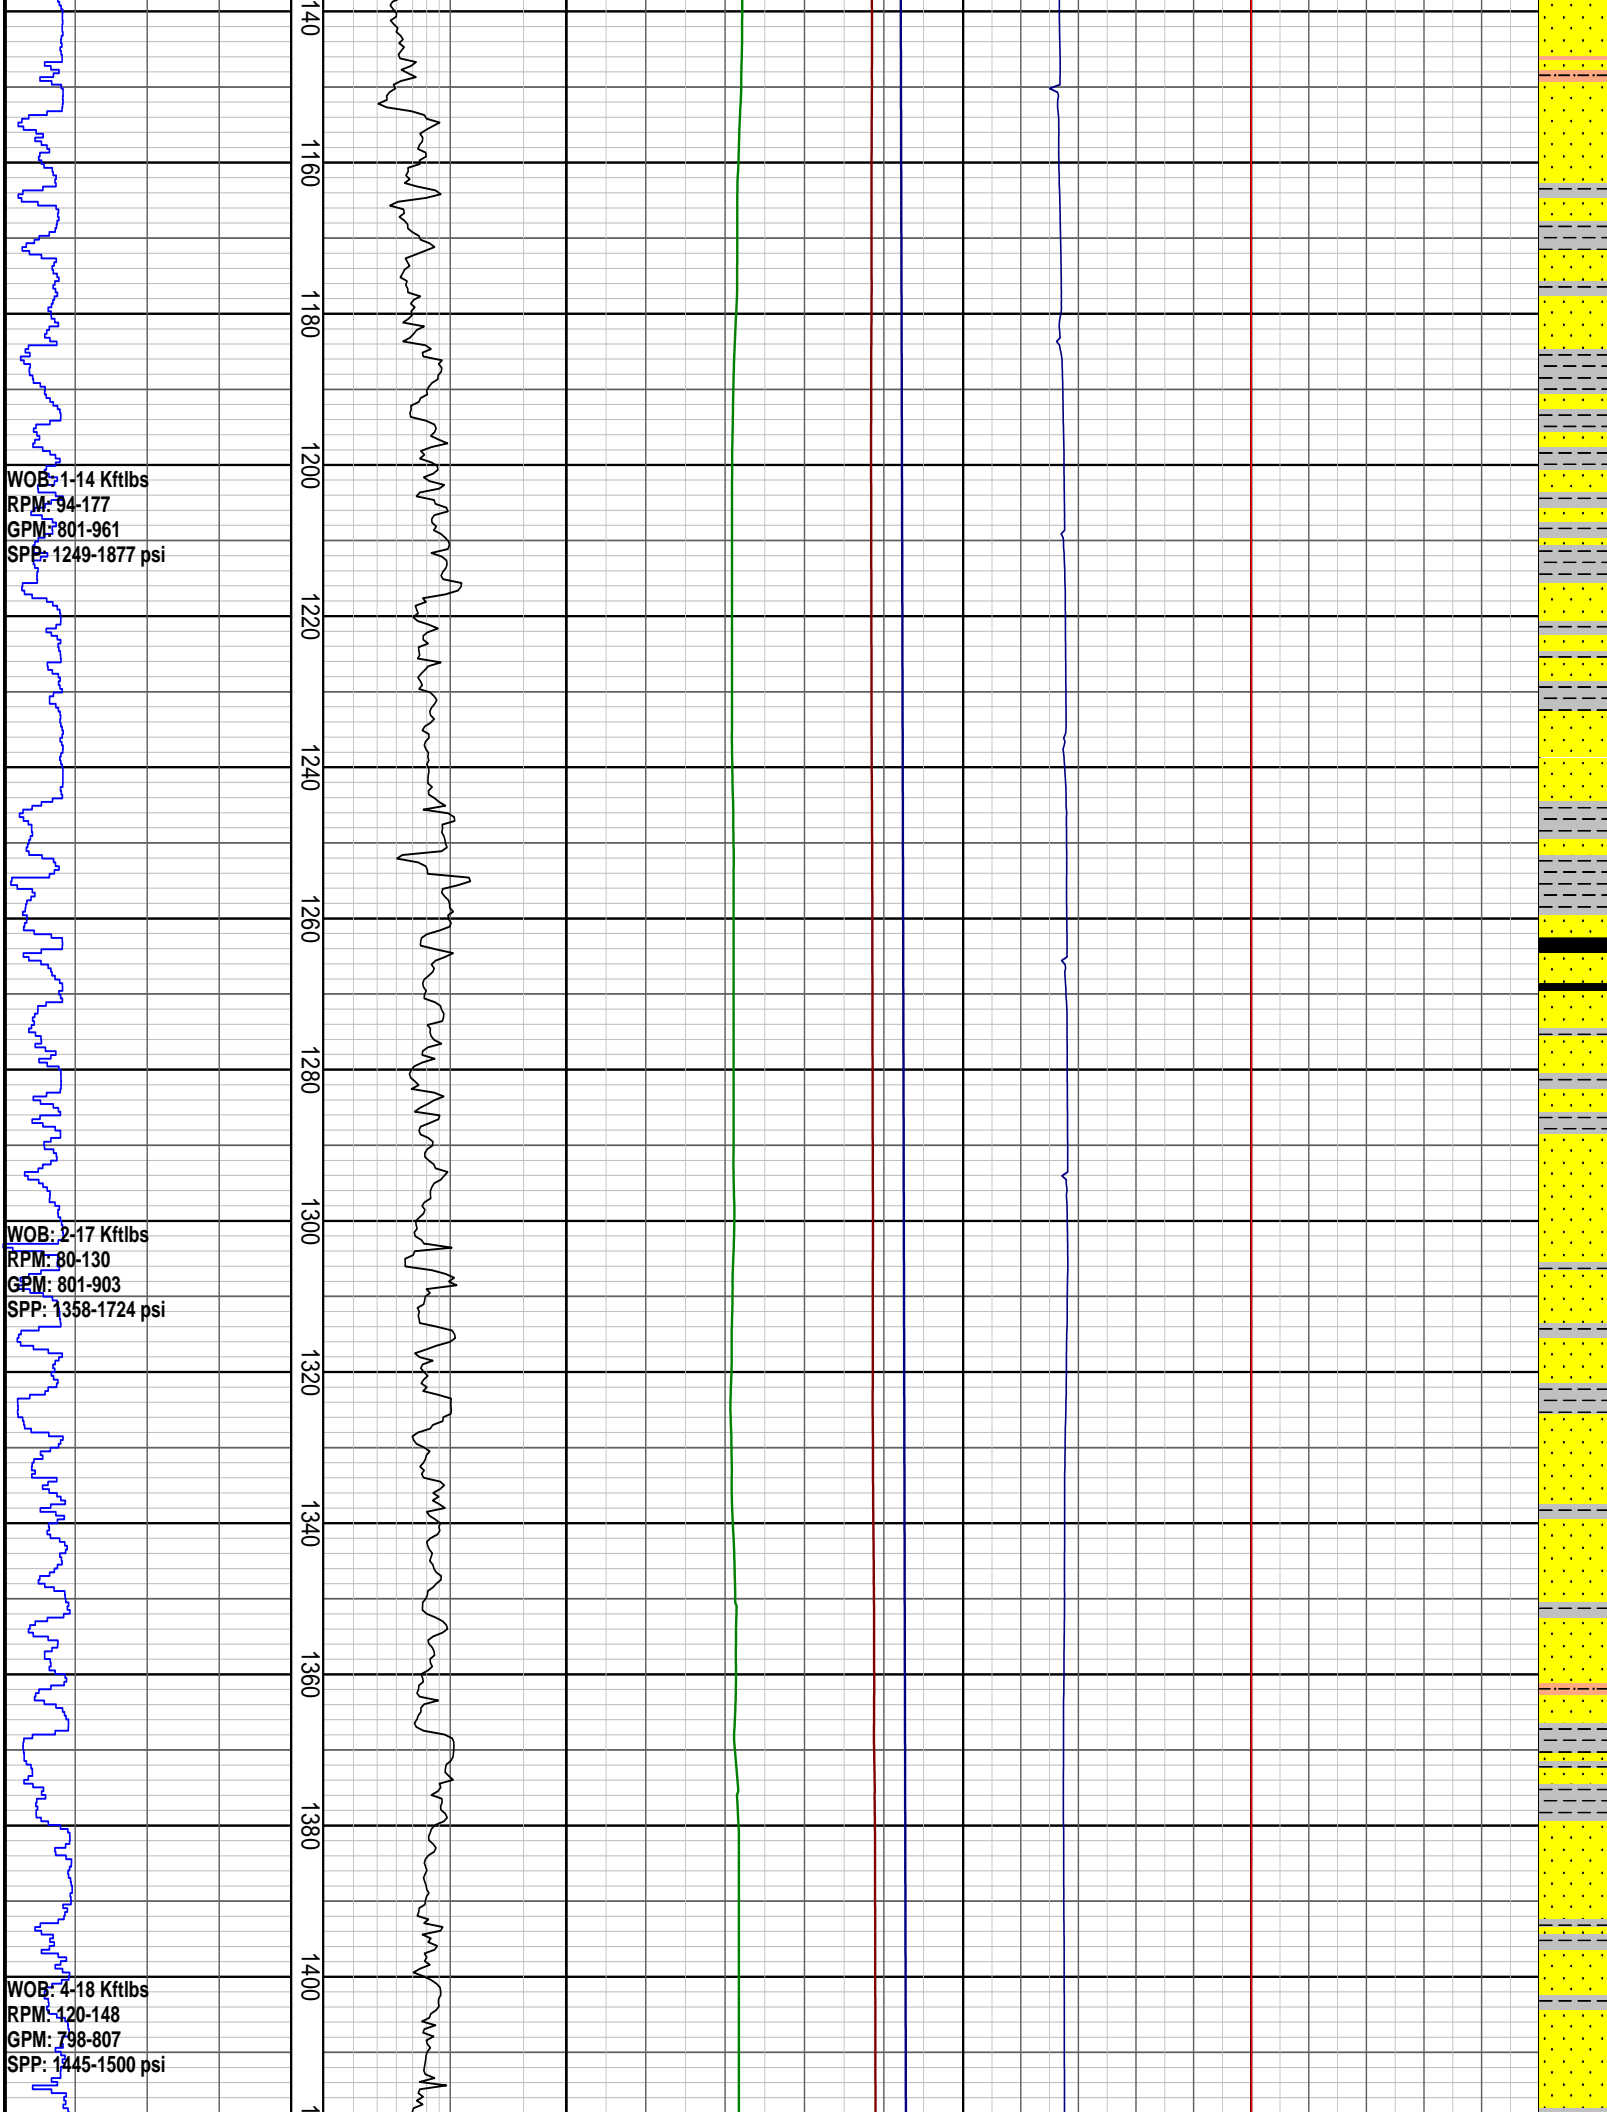 140
1160
1180
1200
WOB: 1-14 Kftlbs
RPM: 94-177
GPM: 801-961
SPP: 1249-1877 psi
1220
1240
1260
1280
1300
WOB: 2-17 Kftlbs
RPM: 80-130
GPM: 801-903
SPP: 1358-1724 psi
1320
1340
1360
1380
1400
WOB: 4-18 Kftlbs
RPM: 120-148
GPM: 798-807
SPP: 1445-1500 psi